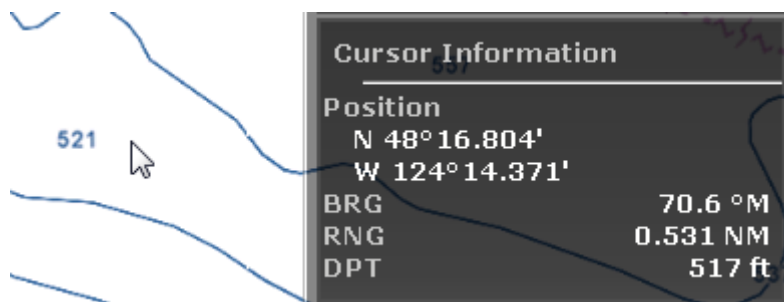 Cursor Information
537
Position
N 48°16.804'
521
W 124°14.371'
BRG 70.6 °M
RNG 0.531 NM
DPT 517 ft